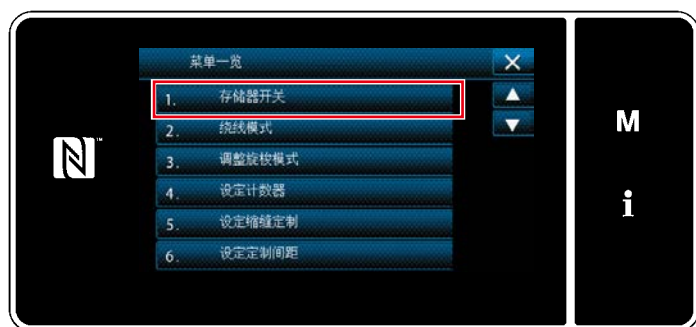 菜单一览
1. 存储器开关
2. 绕线模式
3. 调整旋梭模式
4. 设定计数器
5. 设定缩缝定制
6. 设定定制间距
M
i